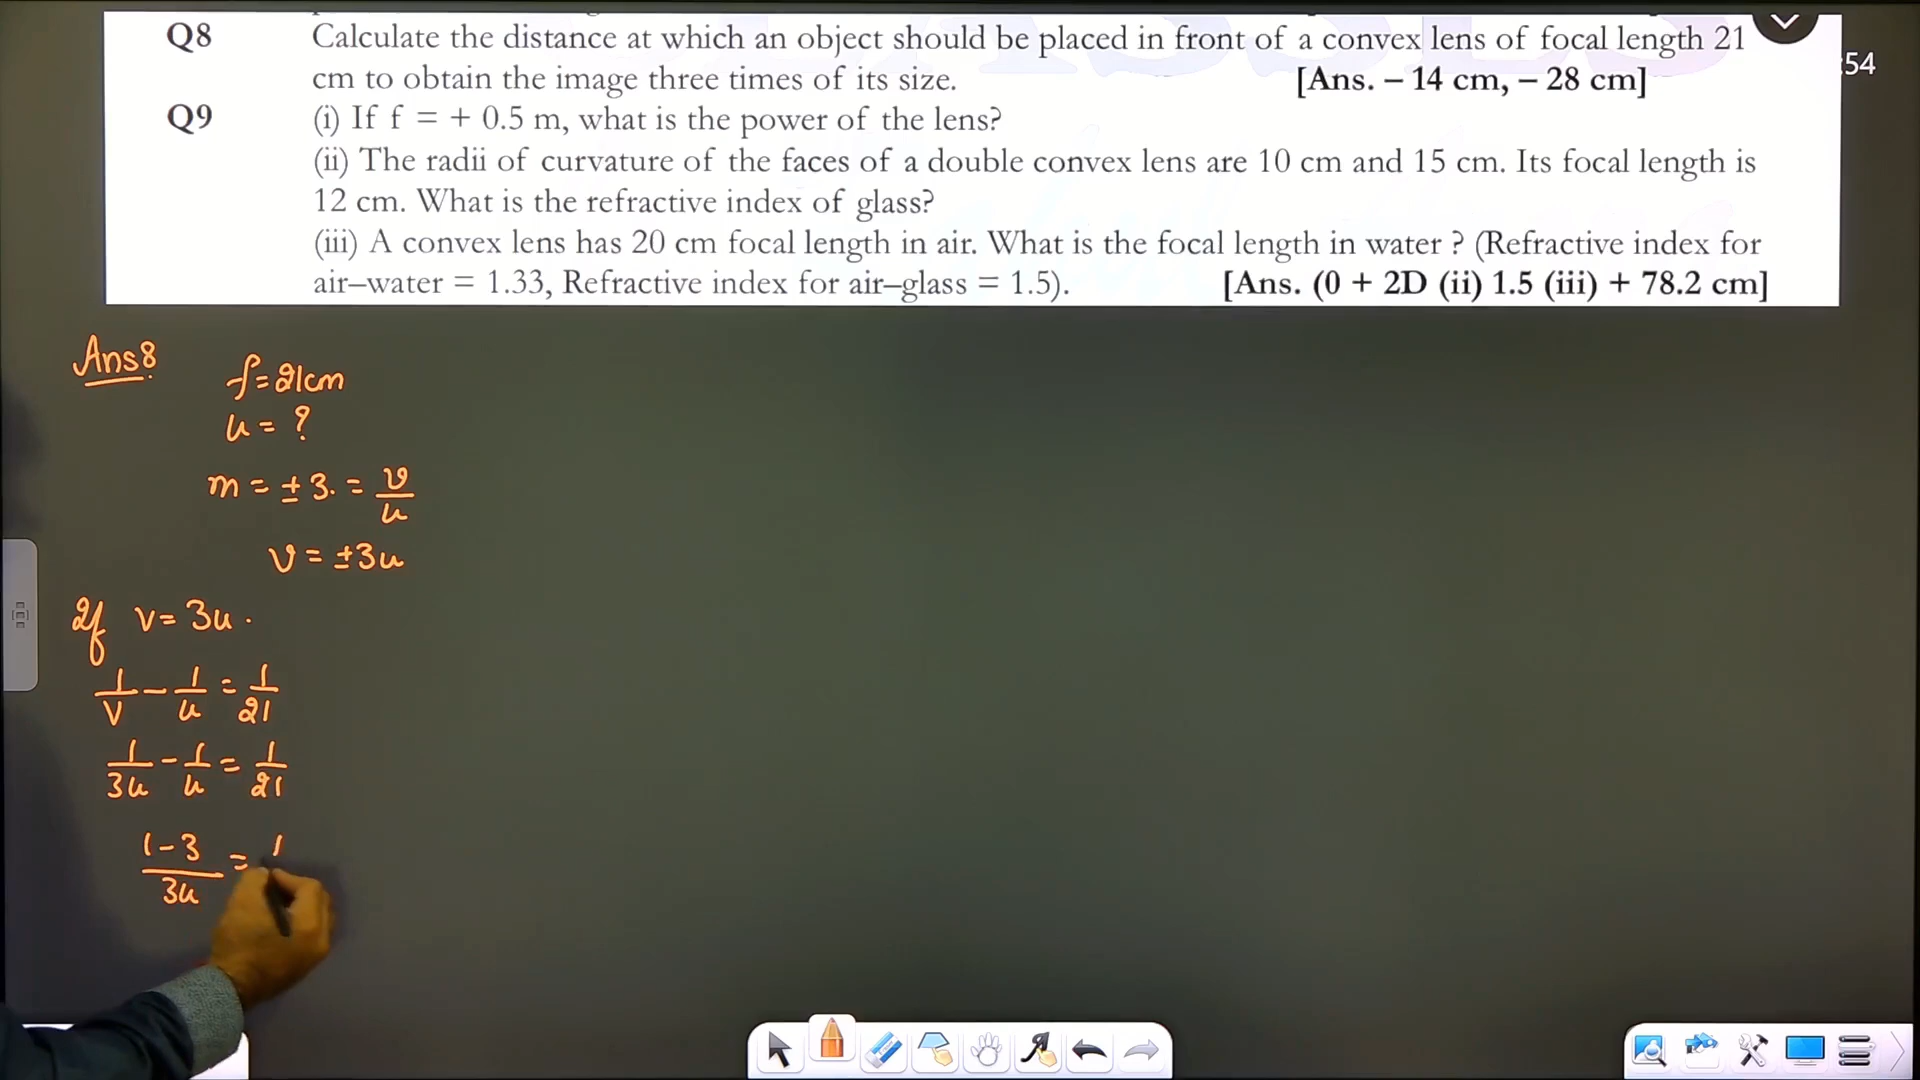 Q8 Calculate the distance at which an object should be placed in front of a convex lens of focal length 21
cm to obtain the image three times of its size. [Ans. – 14 cm, – 28 cm]
Q9 (i) If f = + 0.5 m, what is the power of the lens?
(ii) The radii of curvature of the faces of a double convex lens are 10 cm and 15 cm. Its focal length is
12 cm. What is the refractive index of glass?
(iii) A convex lens has 20 cm focal length in air. What is the focal length in water ? (Refractive index for
air–water = 1.33, Refractive index for air–glass = 1.5). [Ans. (0 + 2D (ii) 1.5 (iii) + 78.2 cm]
:54
Ans8
f = 21cm
u = ?
m = ± 3. = v/u
v = ±3u
If v = 3u .
1/v - 1/u = 1/21
1/3u - 1/u = 1/21
1-3/3u = 1